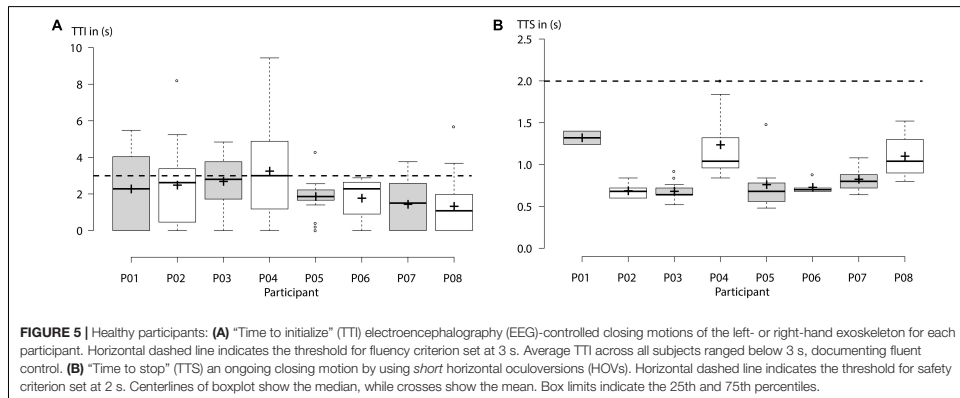 A TTI in (s)
10
8
6
4
2
0
P01 P02 P03 P04 P05 P06 P07 P08
Participant
B TTS in (s)
2.5
2.0
1.5
1.0
0.5
0.0
P01 P02 P03 P04 P05 P06 P07 P08
Participant
FIGURE 5 | Healthy participants: (A) “Time to initialize” (TTI) electroencephalography (EEG)-controlled closing motions of the left- or right-hand exoskeleton for each
participant. Horizontal dashed line indicates the threshold for fluency criterion set at 3 s. Average TTI across all subjects ranged below 3 s, documenting fluent
control. (B) “Time to stop” (TTS) an ongoing closing motion by using short horizontal oculoversions (HOVs). Horizontal dashed line indicates the threshold for safety
criterion set at 2 s. Centerlines of boxplot show the median, while crosses show the mean. Box limits indicate the 25th and 75th percentiles.